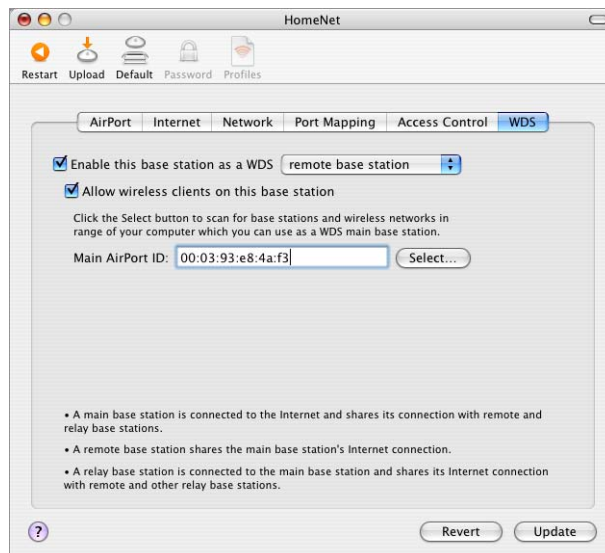 HomeNet
Restart Upload Default Password Profiles
AirPort Internet Network Port Mapping Access Control WDS
Enable this base station as a WDS remote base station
Allow wireless clients on this base station
Click the Select button to scan for base stations and wireless networks in
range of your computer which you can use as a WDS main base station.
Main AirPort ID: 00:03:93:e8:4a:f3 Select...
• A main base station is connected to the Internet and shares its connection with remote and
relay base stations.
• A remote base station shares the main base station's Internet connection.
• A relay base station is connected to the main base station and shares its Internet connection
with remote and other relay base stations.
? Revert Update